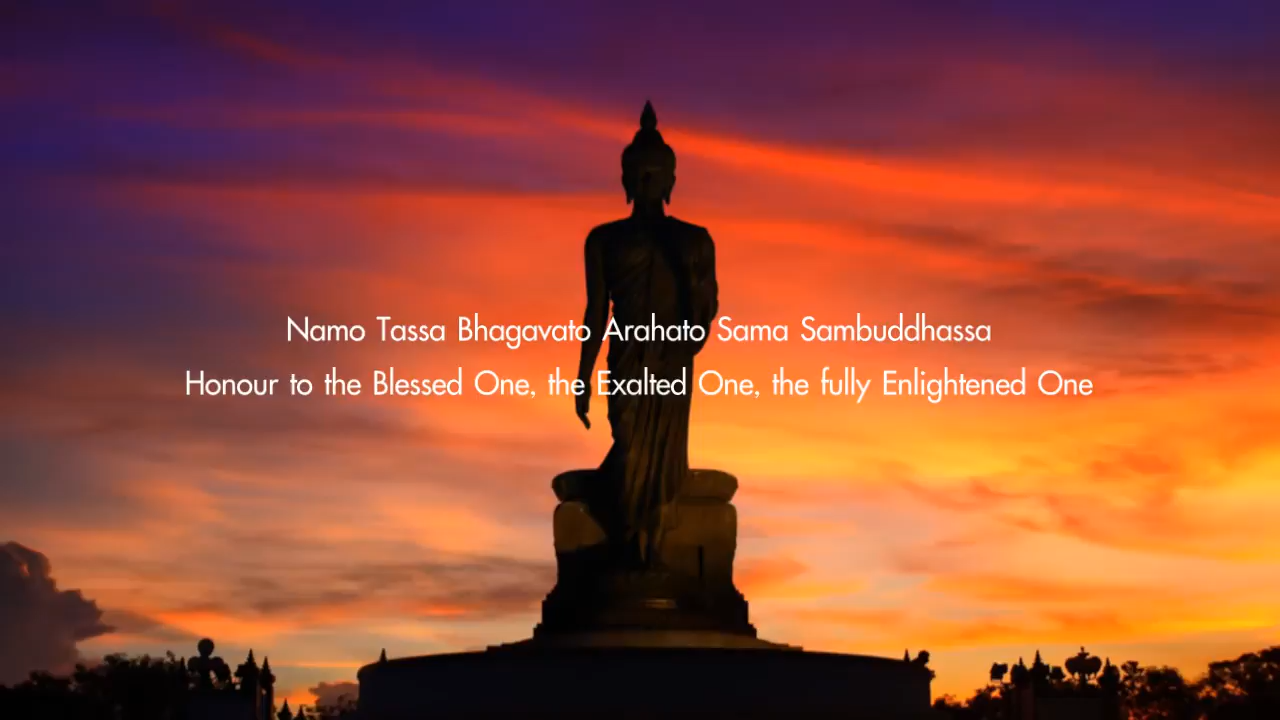 Namo Tassa Bhagavato Arahato Sama Sambuddhassa
Honour to the Blessed One, the Exalted One, the fully Enlightened One